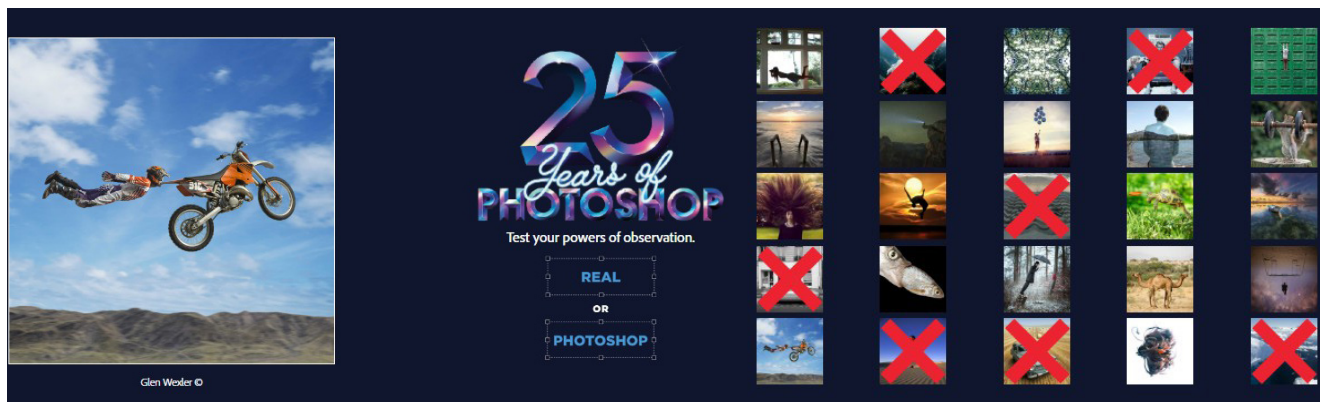 25
Years of
PHOTOSHOP
Test your powers of observation.
REAL
OR
PHOTOSHOP
Glen Wexler ©